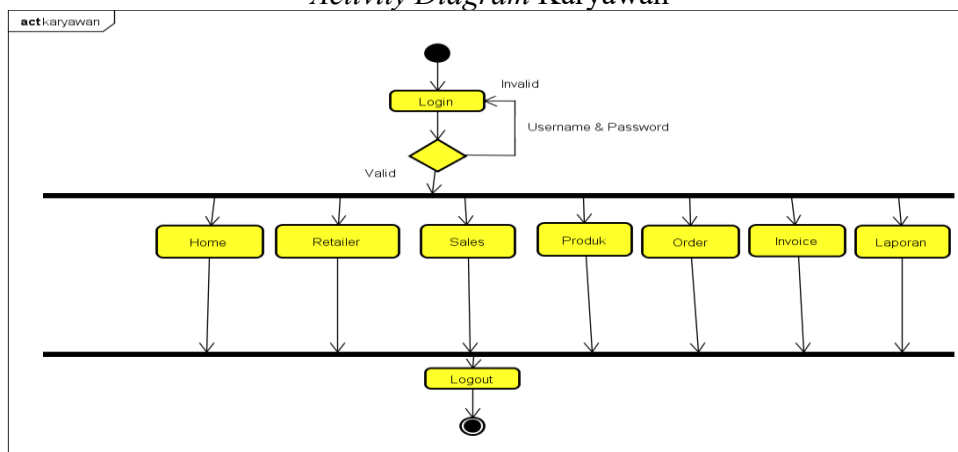 Activity Diagram Karyawan
act karyawan
Invalid
Login
Username & Password
Valid
Home
Retailer
Sales
Produk
Order
Invoice
Laporan
Logout